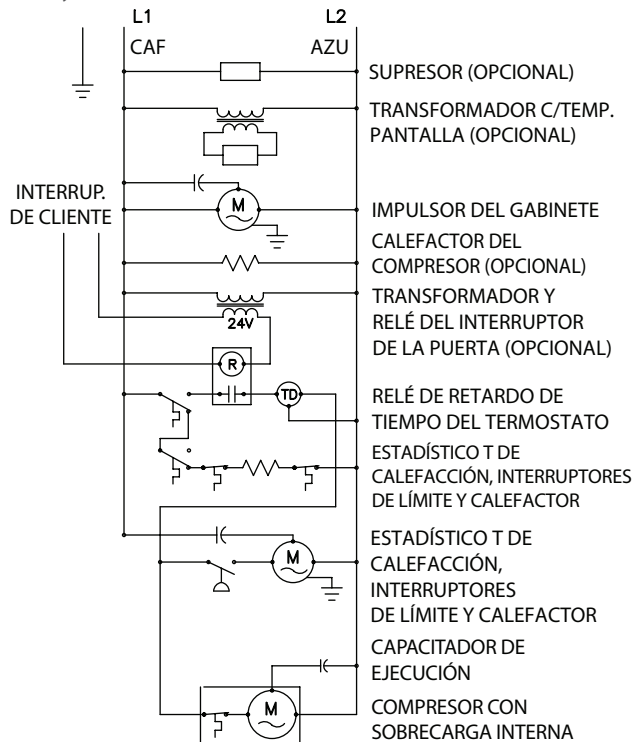 L1
L2
CAF
AZU
SUPRESOR (OPCIONAL)
TRANSFORMADOR C/TEMP.
PANTALLA (OPCIONAL)
INTERRUP.
DE CLIENTE
M
IMPULSOR DEL GABINETE
CALEFACTOR DEL
COMPRESOR (OPCIONAL)
24V
TRANSFORMADOR Y
RELÉ DEL INTERRUPTOR
DE LA PUERTA (OPCIONAL)
R
TD
RELÉ DE RETARDO DE
TIEMPO DEL TERMOSTATO
ESTADÍSTICO T DE
CALEFACCIÓN, INTERRUPTORES
DE LÍMITE Y CALEFACTOR
M
ESTADÍSTICO T DE
CALEFACCIÓN,
INTERRUPTORES
DE LÍMITE Y CALEFACTOR
CAPACITADOR DE
EJECUCIÓN
M
COMPRESOR CON
SOBRECARGA INTERNA